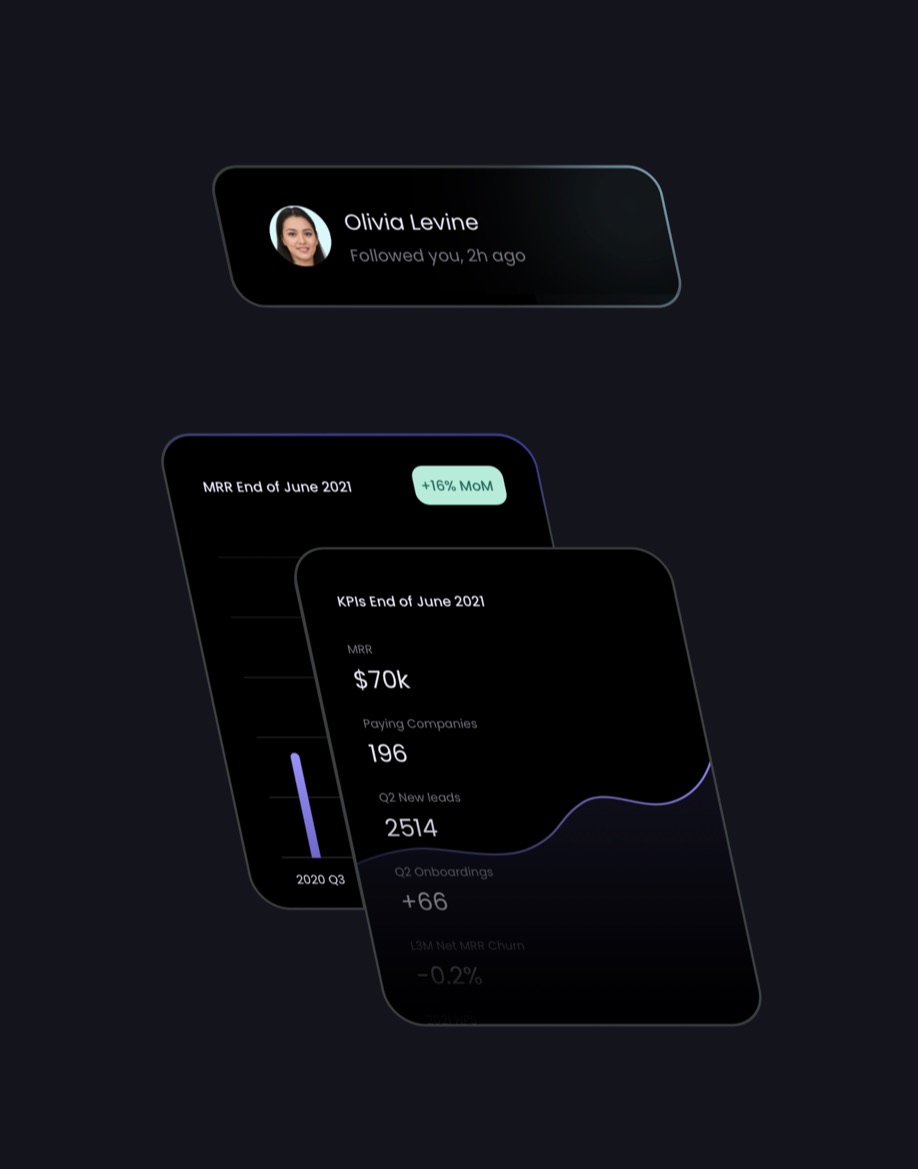 Olivia Levine
Followed you, 2h ago
MRR End of June 2021
+16% MoM
2020 Q3
KPIs End of June 2021
MRR
$70k
Paying Companies
196
Q2 New leads
2514
Q2 Onboardings
+66
L3M Net MRR Churn
-0.2%